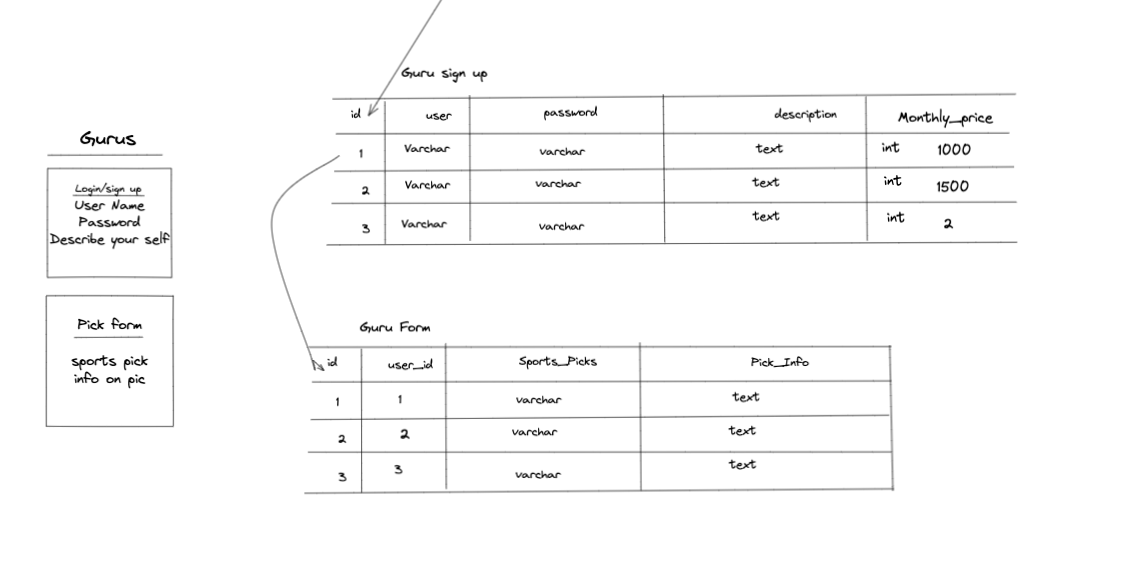 Gurus
Login/sign up
User Name
Password
Describe your self
Pick form
sports pick
info on pic
Guru sign up
id user password description Monthly_price
1 Varchar varchar text int 1000
2 Varchar varchar text int 1500
3 Varchar varchar text int 2
Guru Form
id user_id Sports_Picks Pick_Info
1 1 varchar text
2 2 varchar text
3 3 varchar text